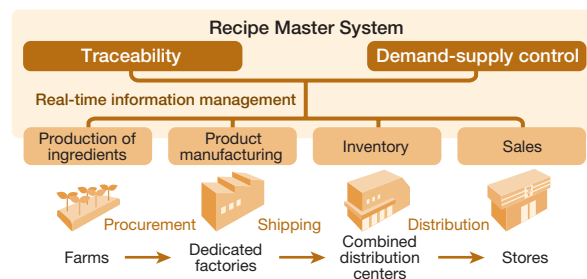 Recipe Master System
Traceability
Demand-supply control
Real-time information management
Production of
ingredients
Product
manufacturing
Inventory
Sales
Procurement
Shipping
Distribution
Farms
Dedicated
factories
Combined
distribution
centers
Stores